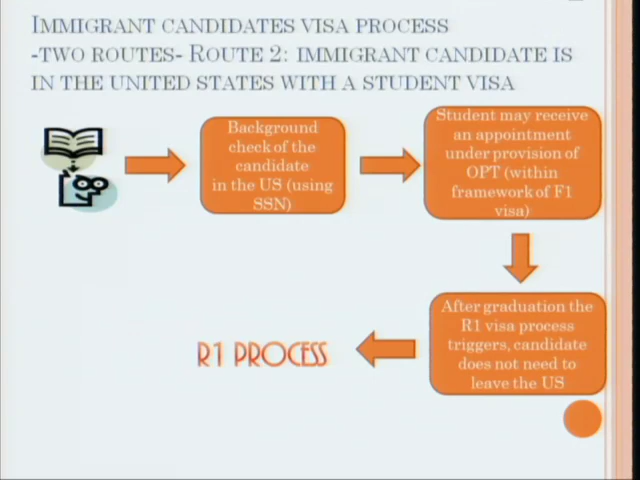 IMMIGRANT CANDIDATES VISA PROCESS
-TWO ROUTES- ROUTE 2: IMMIGRANT CANDIDATE IS
IN THE UNITED STATES WITH A STUDENT VISA
Background
check of the
candidate
in the US (using
SSN)
Student may receive
an appointment
under provision of
OPT (within
framework of F1
visa)
After graduation the
R1 visa process
triggers, candidate
does not need to
leave the US
R1 PROCESS